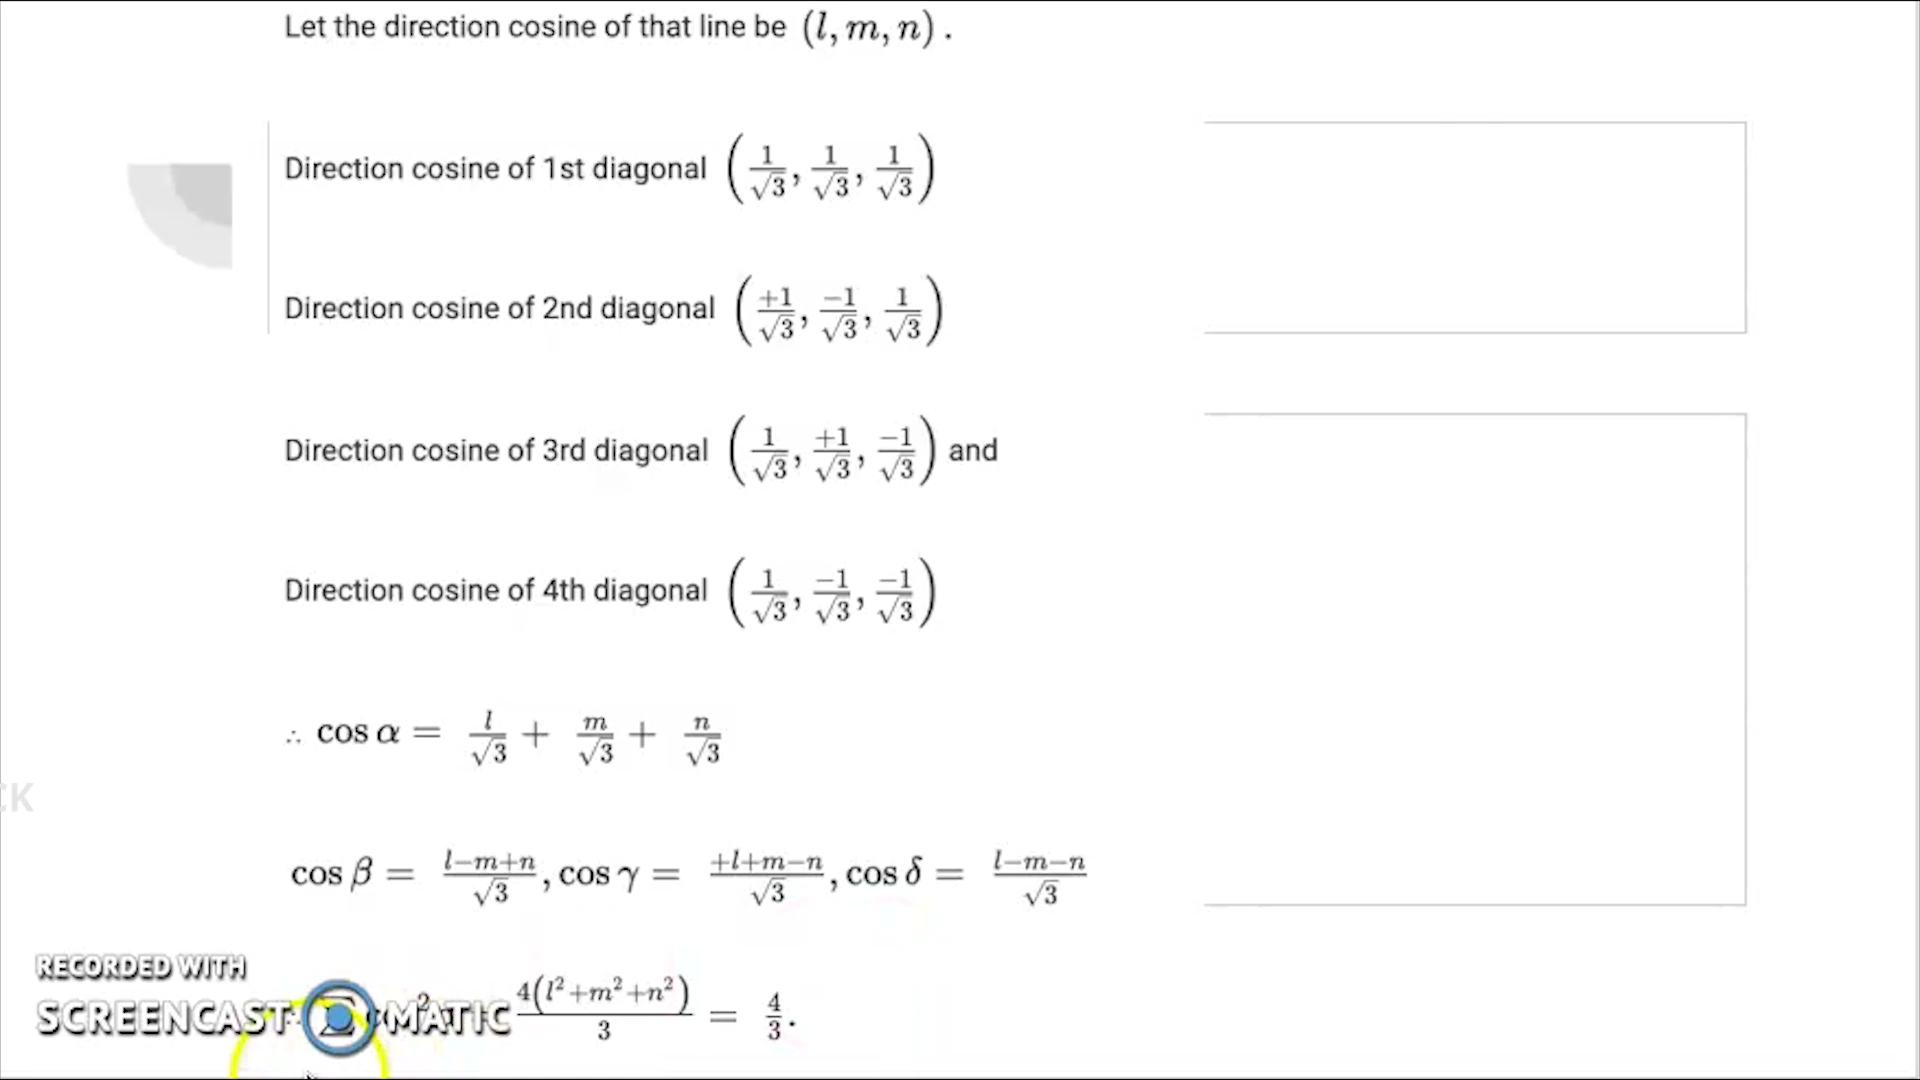 Let the direction cosine of that line be (l, m, n) .
Direction cosine of 1st diagonal (1/√3, 1/√3, 1/√3)
Direction cosine of 2nd diagonal (+1/√3, −1/√3, 1/√3)
Direction cosine of 3rd diagonal (1/√3, +1/√3, −1/√3) and
Direction cosine of 4th diagonal (1/√3, −1/√3, −1/√3)
∴ cos α = l/√3 + m/√3 + n/√3
CK
cos β = l−m+n/√3 , cos γ = +l+m−n/√3 , cos δ = l−m−n/√3
RECORDED WITH
SCREENCAST MATIC
4(l²+m²+n²)/3 = 4/3.